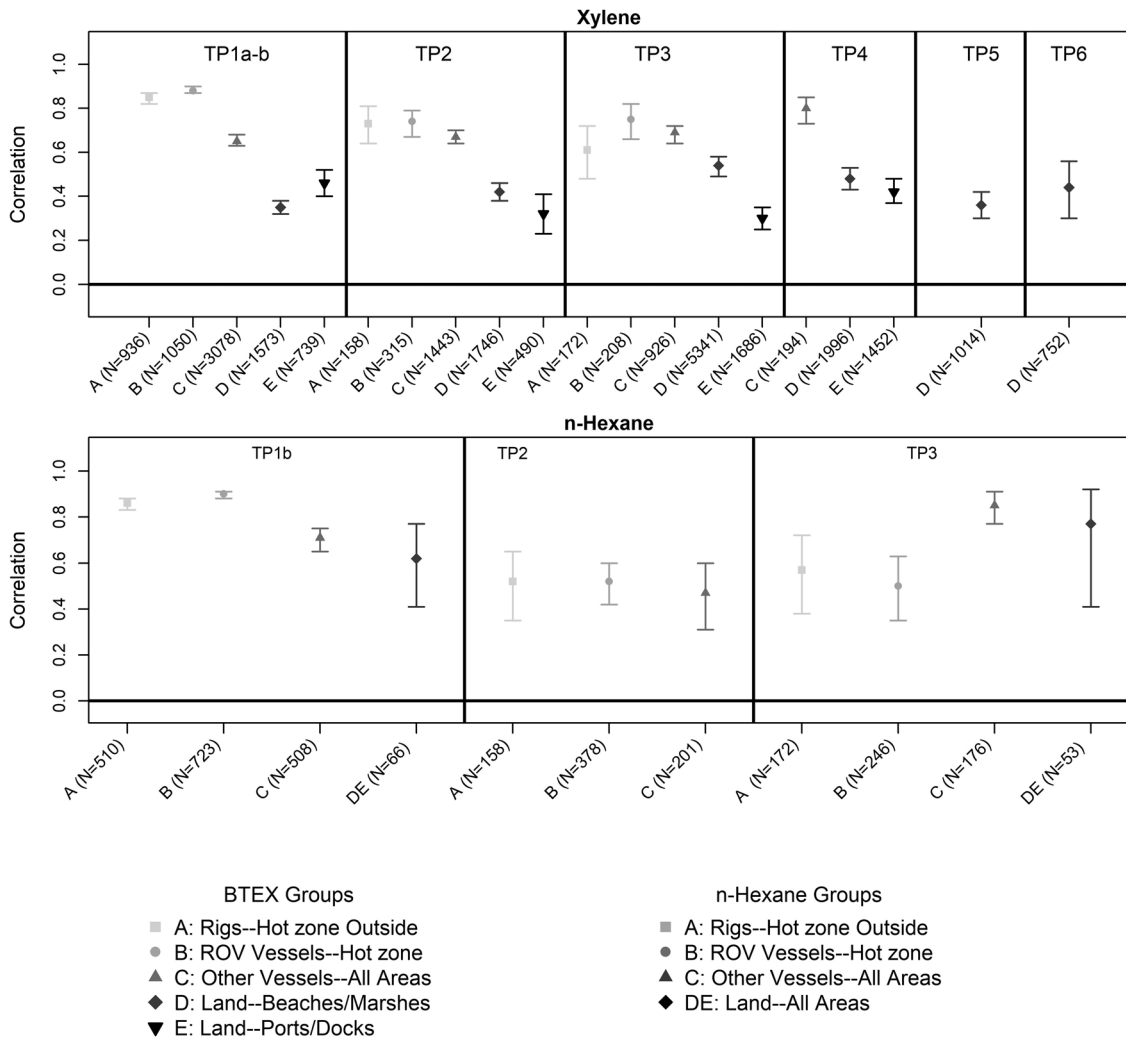 Xylene
TP1a-b TP2 TP3 TP4 TP5 TP6
Correlation
1.0
0.8
0.6
0.4
0.2
0.0
A (N=936) B (N=1050) C (N=3078) D (N=1573) E (N=739) A (N=158) B (N=315) C (N=1443) D (N=1746) E (N=490) A (N=172) B (N=208) C (N=926) D (N=5341) E (N=1686) C (N=194) D (N=1996) E (N=1452) D (N=1014) D (N=752)
n-Hexane
TP1b TP2 TP3
Correlation
1.0
0.8
0.6
0.4
0.2
0.0
A (N=510) B (N=723) C (N=508) DE (N=66) A (N=158) B (N=378) C (N=201) A (N=172) B (N=246) C (N=176) DE (N=53)
BTEX Groups
A: Rigs--Hot zone Outside
B: ROV Vessels--Hot zone
C: Other Vessels--All Areas
D: Land--Beaches/Marshes
E: Land--Ports/Docks
n-Hexane Groups
A: Rigs--Hot zone Outside
B: ROV Vessels--Hot zone
C: Other Vessels--All Areas
DE: Land--All Areas